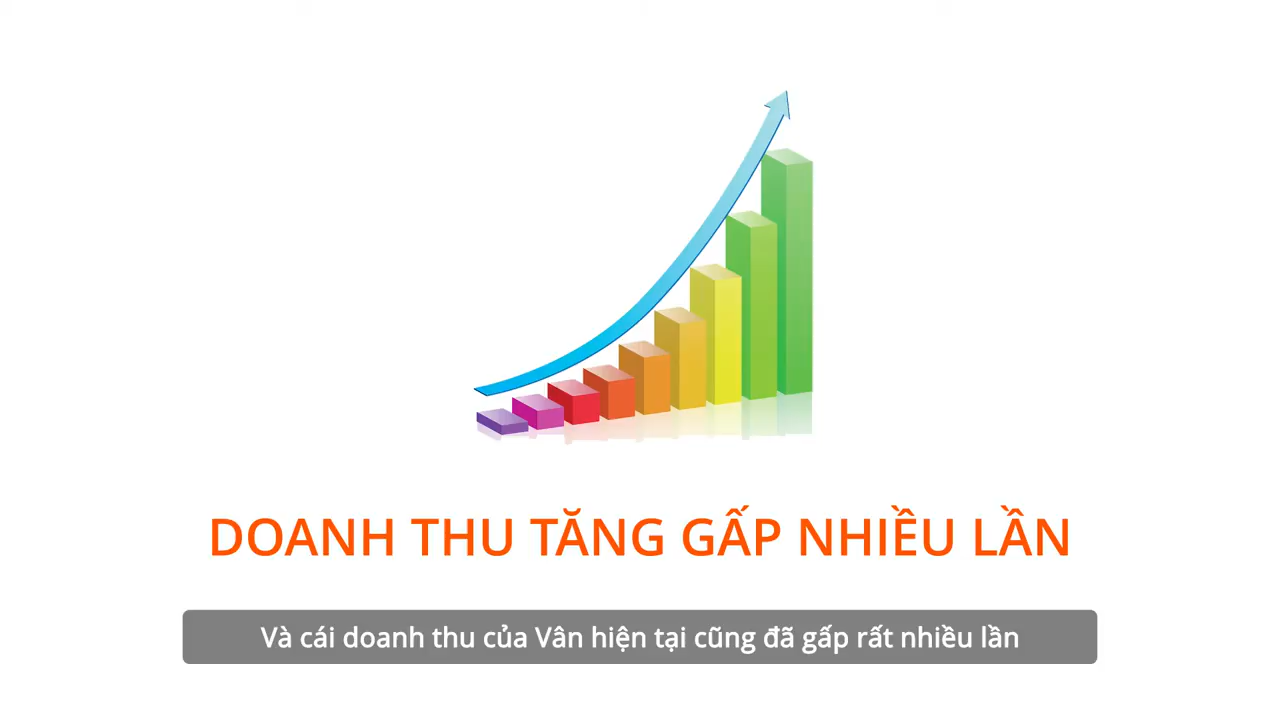 DOANH THU TĂNG GẤP NHIỀU LẦN
Và cái doanh thu của Vân hiện tại cũng đã gấp rất nhiều lần